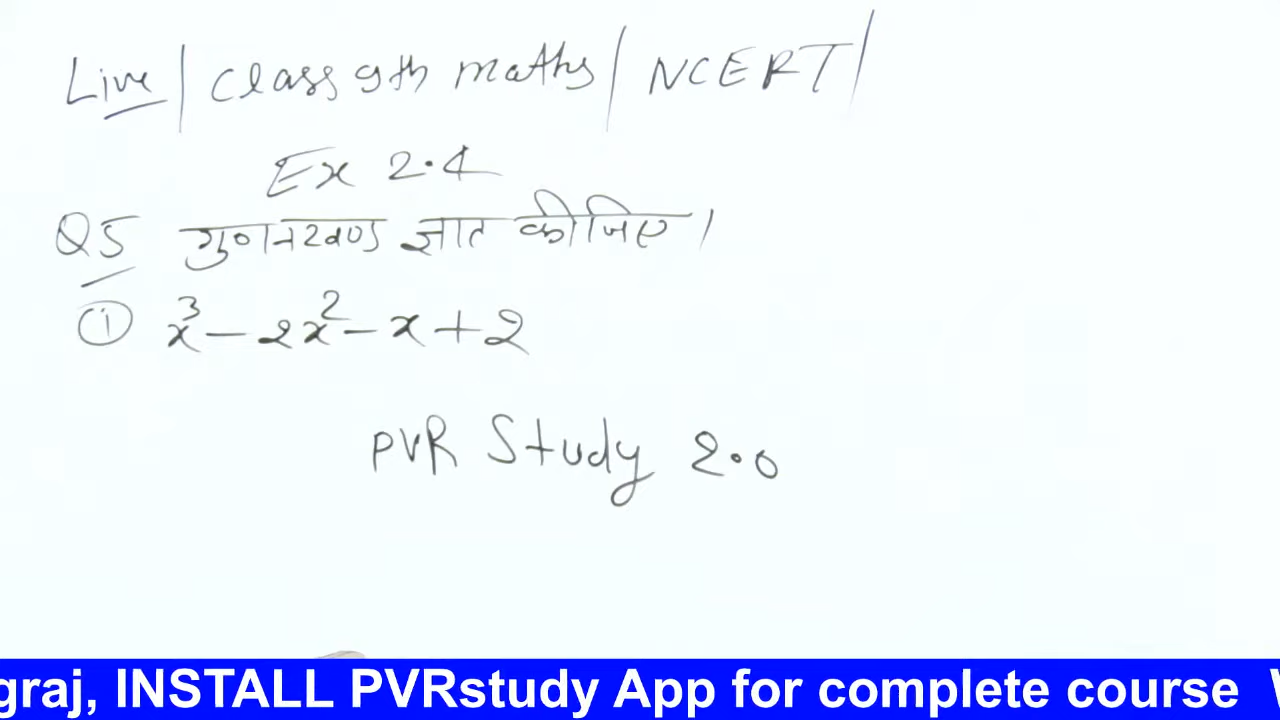 Live / Class 9th maths / NCERT /
Ex 2.4
Q5 गुणनखण्ड ज्ञात कीजिए।
① x³ - 2x² - x + 2
PVR Study 2.0
graj, INSTALL PVRstudy App for complete course